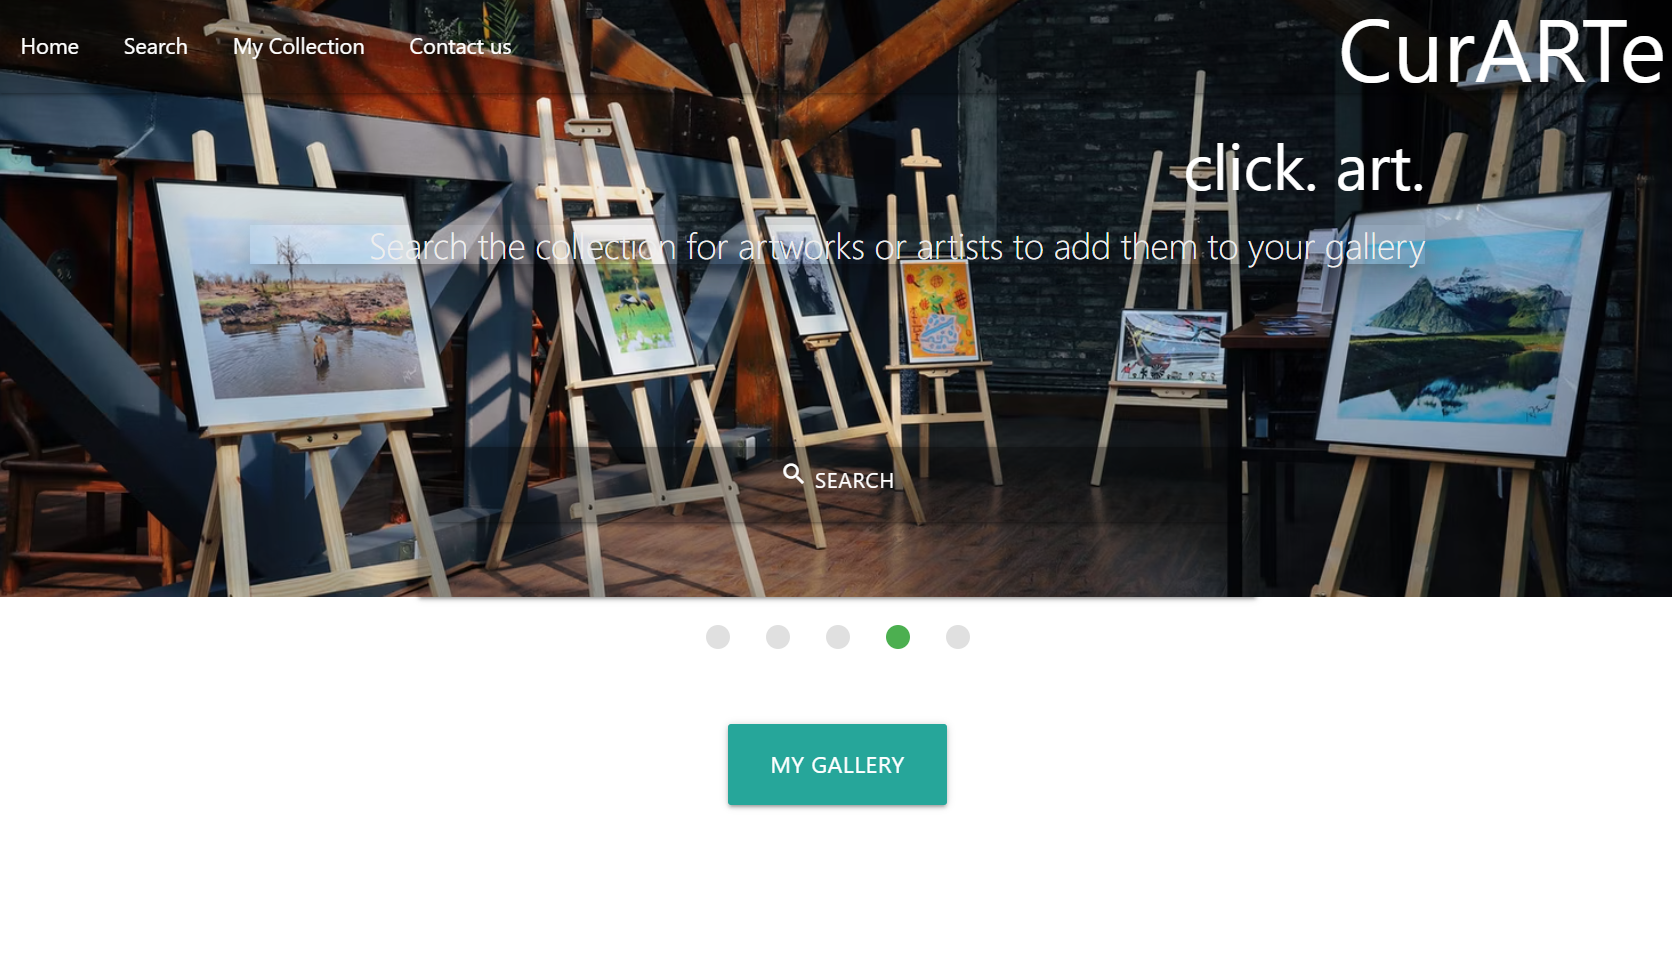 Home Search My Collection Contact us
CurARTe
click. art.
Search the collection for artworks or artists to add them to your gallery
SEARCH
MY GALLERY